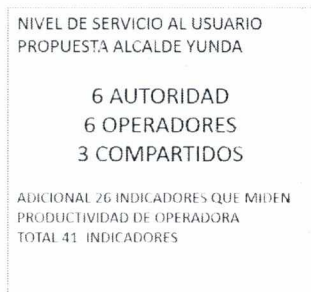 NIVEL DE SERVICIO AL USUARIO
PROPUESTA ALCALDE YUNDA
6 AUTORIDAD
6 OPERADORES
3 COMPARTIDOS
ADICIONAL 26 INDICADORES QUE MIDEN
PRODUCTIVIDAD DE OPERADORA
TOTAL 41 INDICADORES